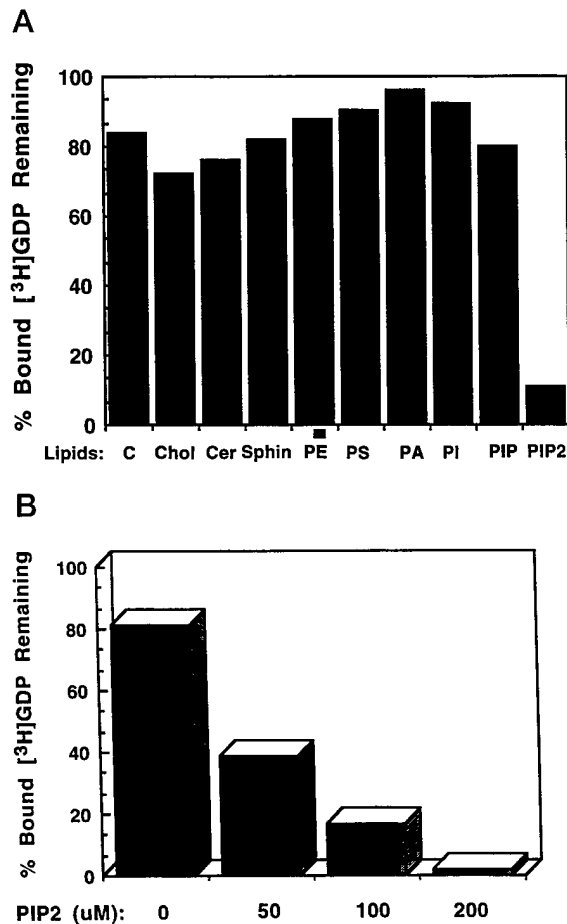 A
% Bound [³H]GDP Remaining
100
80
60
40
20
0
Lipids: C Chol Cer Sphin PE PS PA PI PIP PIP2
B
% Bound [³H]GDP Remaining
100
80
60
40
20
0
PIP2 (uM): 0 50 100 200